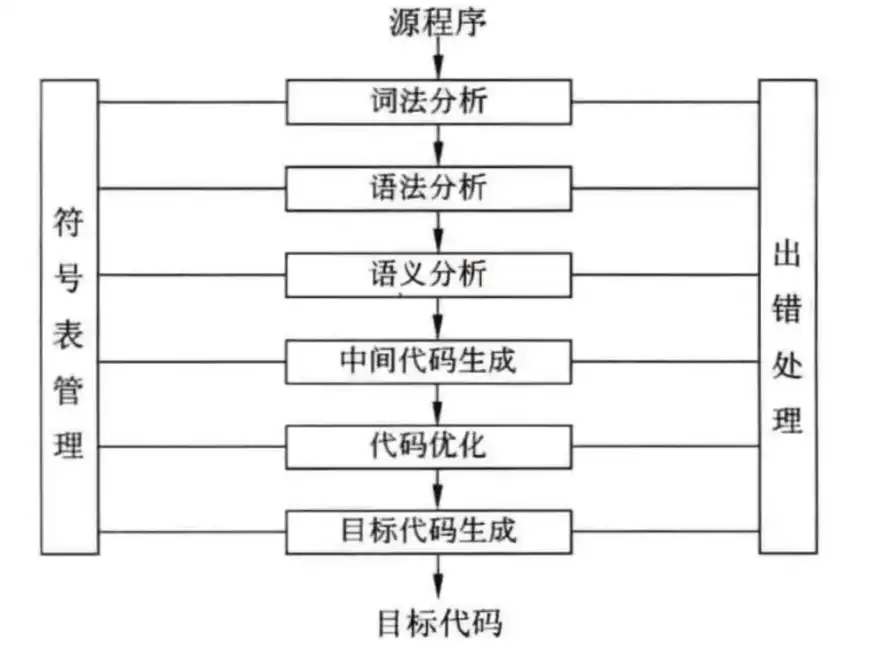 源程序
词法分析
语法分析
语义分析
中间代码生成
代码优化
目标代码生成
目标代码
符号表管理
出错处理